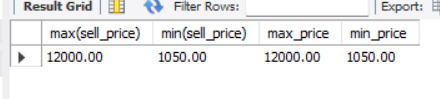 Result Grid Filter Rows: Export:
max(sell_price) min(sell_price) max_price min_price
12000.00 1050.00 12000.00 1050.00